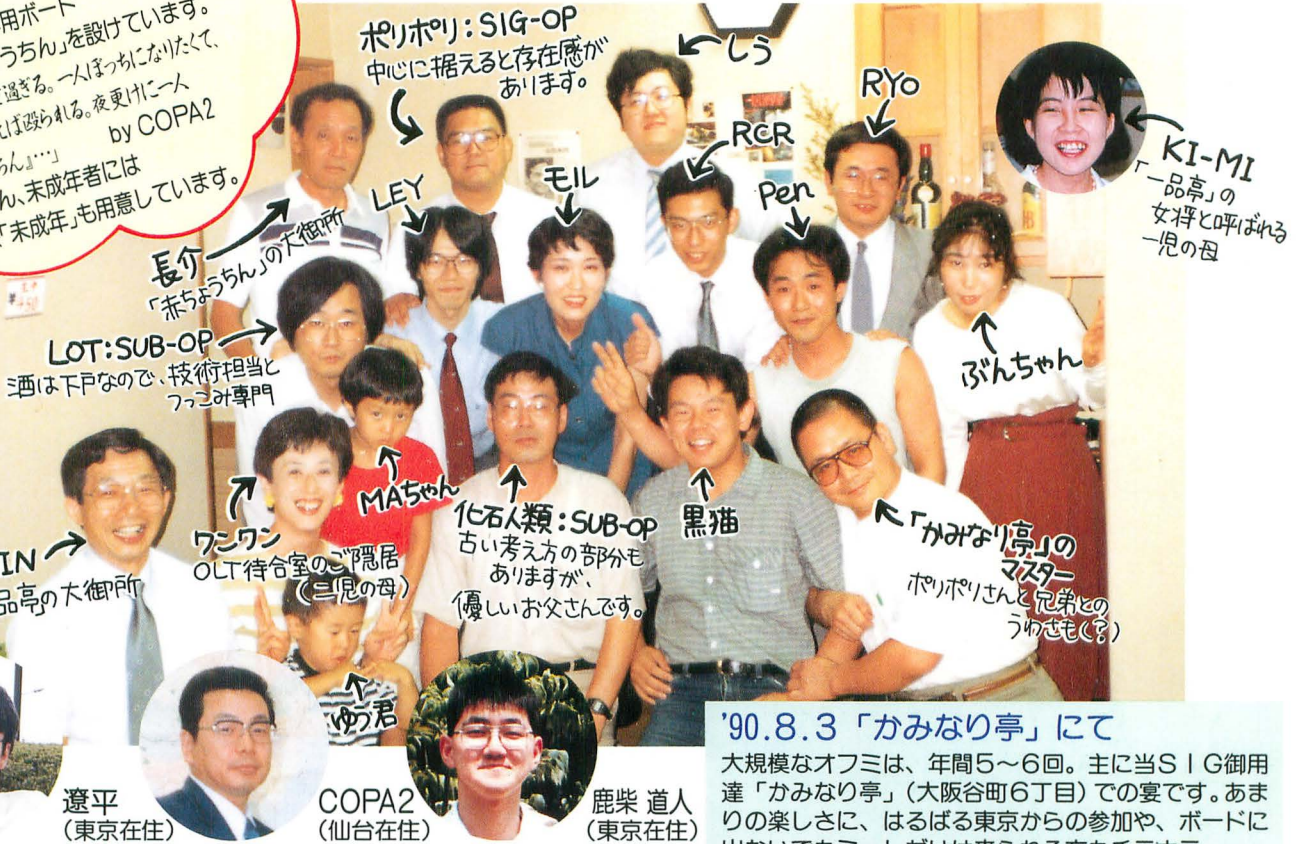 用ボート
うちん」を設けています。
過ぎる。一人ぼっちになりたくて、
ば殴られる。夜更けに一人
ちん』…」 by COPA2
ん、未成年者には
「未成年」も用意しています。
ポリポリ:SIG-OP
中心に据えると存在感が
あります。
しう
RYo
RCR
KI-MI
「一品亭」の
女将と呼ばれる
一児の母
長介
「赤ちょうちん」の大御所
LEY
モル
Pen
ぶんちゃん
LOT:SUB-OP
酒は下戸なので、技術担当と
つっこみ専門
IN
品亭の大御所
ワンワン
OLT待合室のご隠居
(二児の母)
MAちゃん
化石人類:SUB-OP
古い考え方の部分も
ありますが、
優しいお父さんです。
黒猫
「かみなり亭」の
マスター
ポリポリさんと兄弟との
うわさも(?)
ゆう君
遼平
(東京在住)
COPA2
(仙台在住)
鹿柴 道人
(東京在住)
'90.8.3「かみなり亭」にて
大規模なオフミは、年間5〜6回。主に当SIG御用
達「かみなり亭」(大阪谷町6丁目)での宴です。あま
りの楽しさに、はるばる東京からの参加や、ボードに